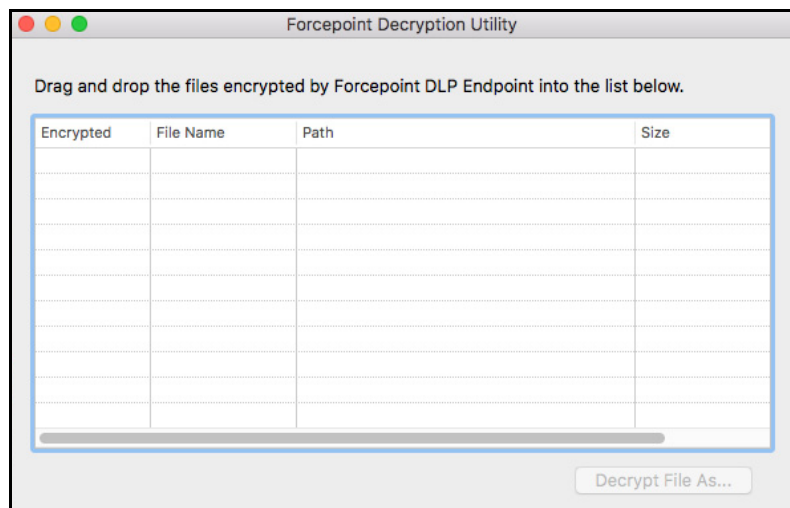 Forcepoint Decryption Utility
Drag and drop the files encrypted by Forcepoint DLP Endpoint into the list below.
Encrypted File Name Path Size
Decrypt File As...